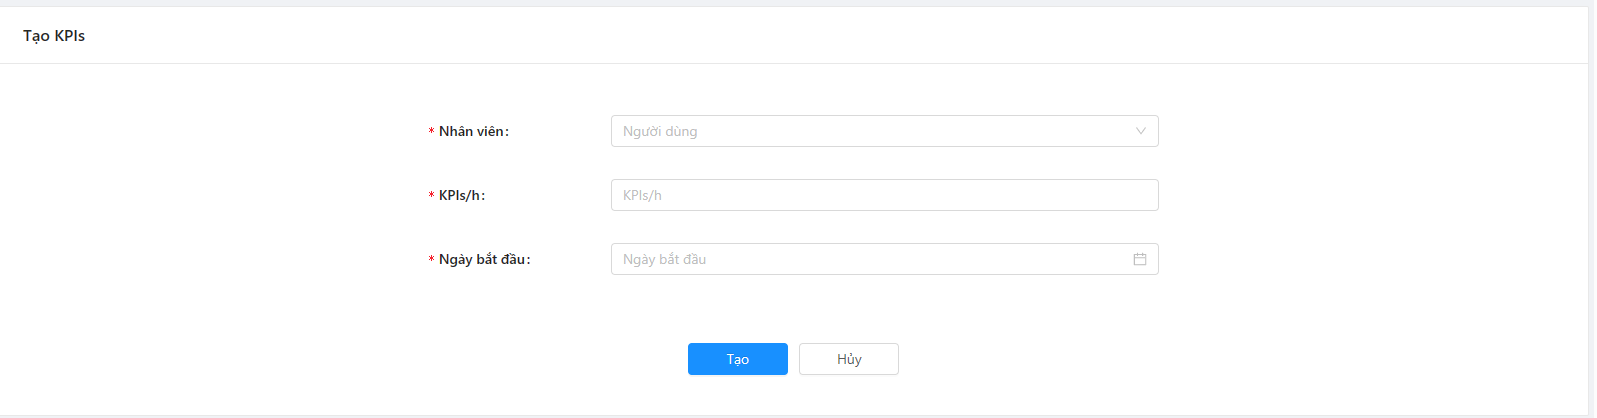 Tạo KPIs
* Nhân viên: Người dùng
* KPIs/h: KPIs/h
* Ngày bắt đầu: Ngày bắt đầu
Tạo Hủy